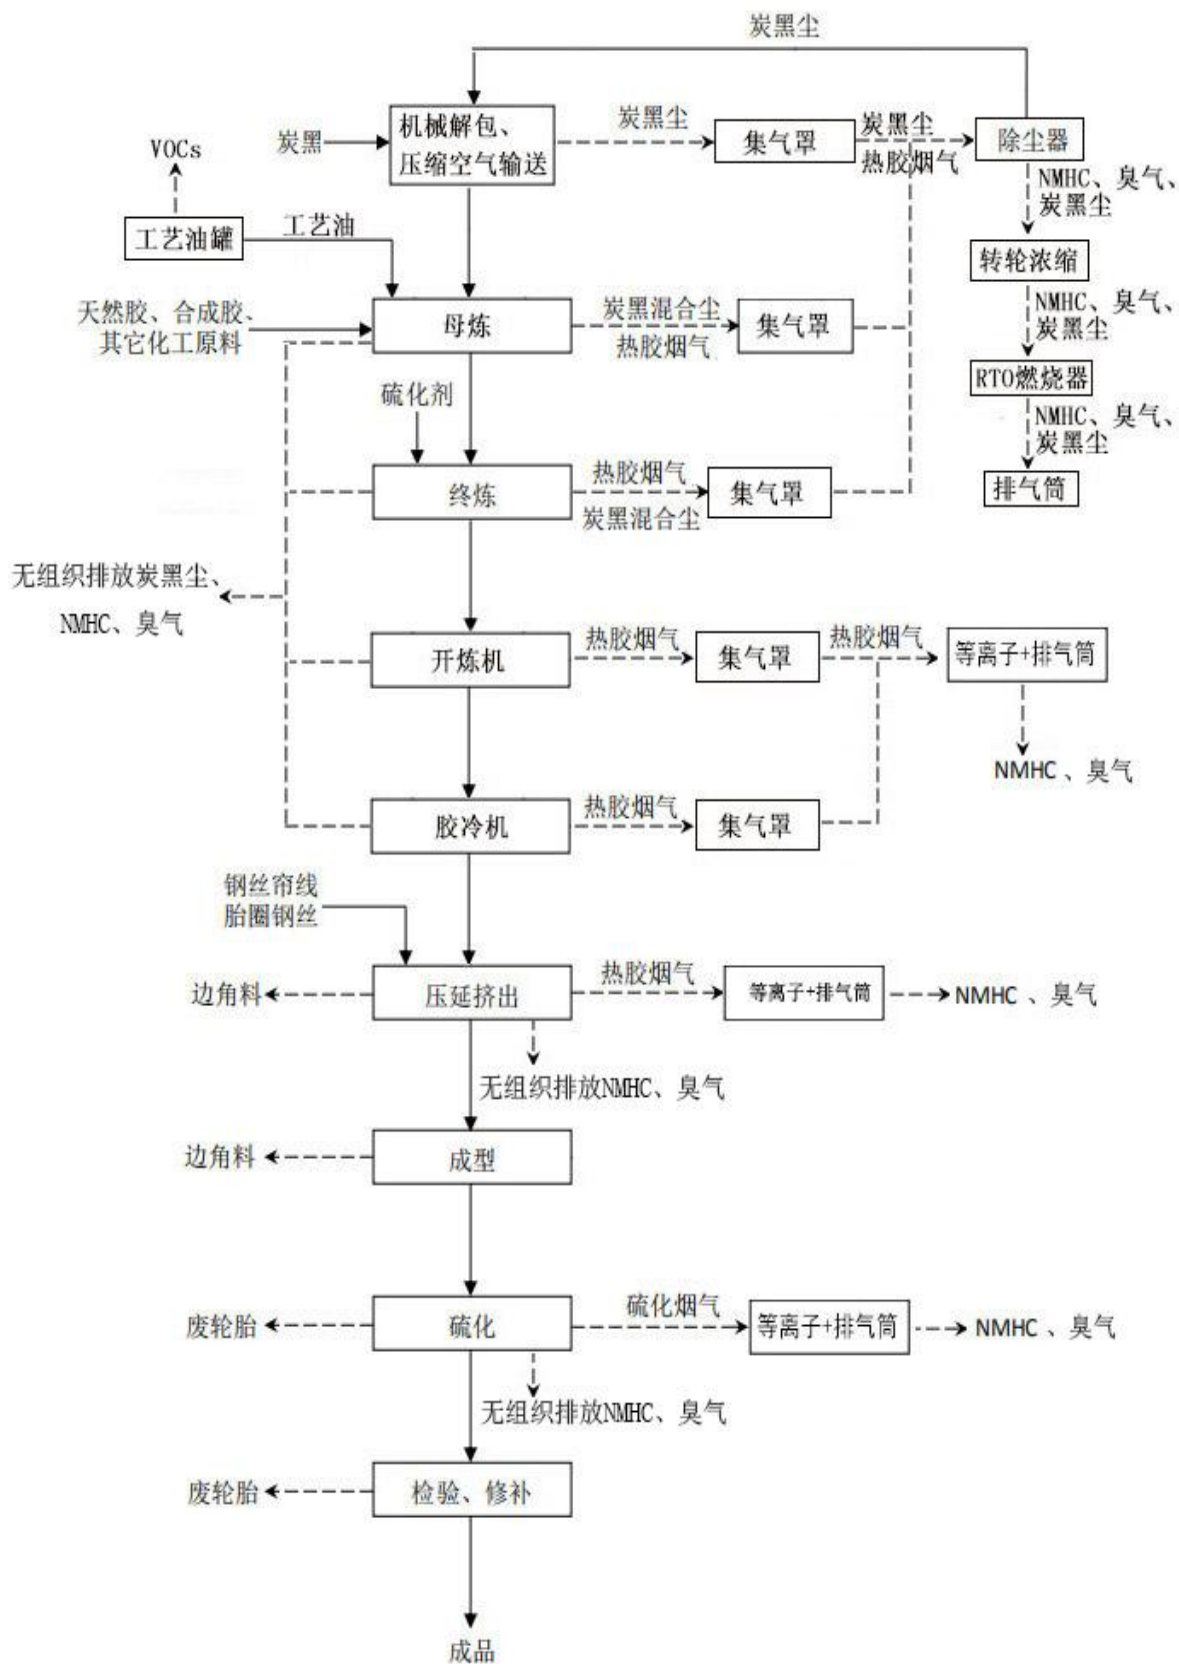 炭黑尘
炭黑
机械解包、
压缩空气输送
炭黑尘
集气罩
炭黑尘
热胶烟气
除尘器
VOCs
NMHC、臭气、
炭黑尘
工艺油罐
工艺油
转轮浓缩
天然胶、合成胶、
其它化工原料
母炼
炭黑混合尘
热胶烟气
集气罩
NMHC、臭气、
炭黑尘
RTO燃烧器
硫化剂
NMHC、臭气、
炭黑尘
终炼
热胶烟气
炭黑混合尘
集气罩
排气筒
无组织排放炭黑尘、
NMHC、臭气
开炼机
热胶烟气
集气罩
热胶烟气
等离子+排气筒
NMHC 、臭气
胶冷机
热胶烟气
集气罩
钢丝帘线
胎圈钢丝
边角料
压延挤出
热胶烟气
等离子+排气筒
NMHC 、臭气
无组织排放NMHC、臭气
边角料
成型
废轮胎
硫化
硫化烟气
等离子+排气筒
NMHC 、臭气
无组织排放NMHC、臭气
废轮胎
检验、修补
成品